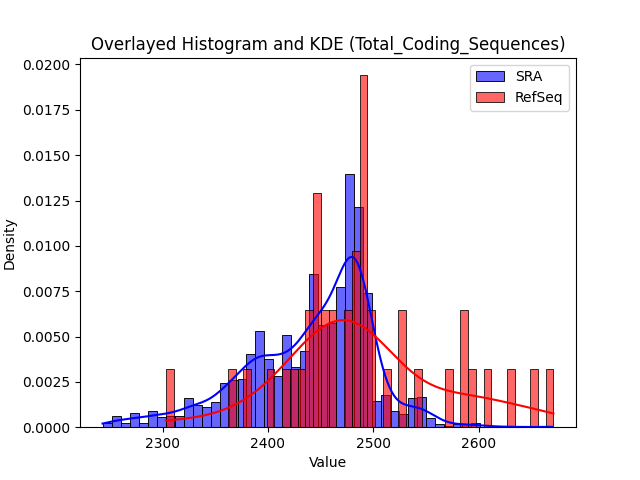 Overlayed Histogram and KDE (Total_Coding_Sequences)
0.0200
0.0175
0.0150
0.0125
0.0100
0.0075
0.0050
0.0025
0.0000
Density
SRA
RefSeq
2300
2400
2500
2600
Value